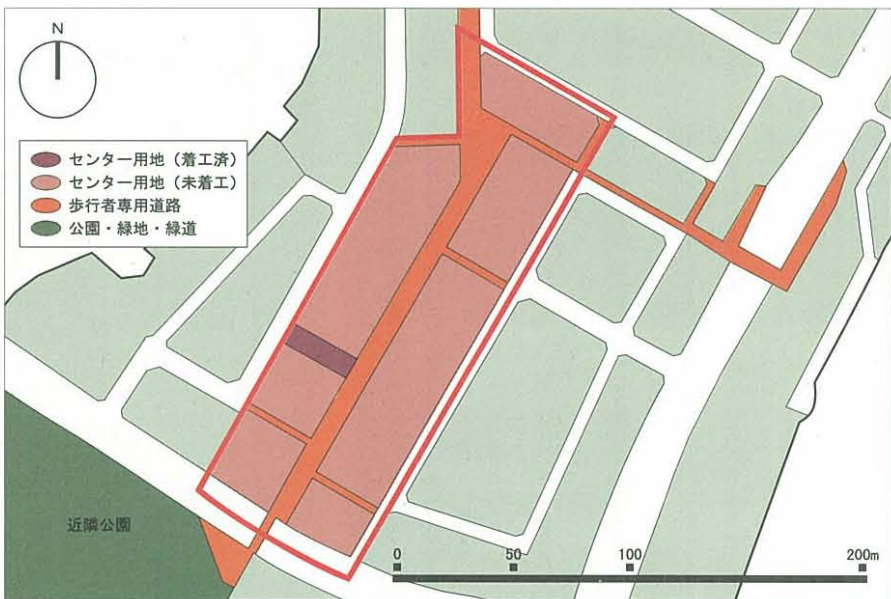 N
センター用地（着工済）
センター用地（未着工）
歩行者専用道路
公園・緑地・緑道
近隣公園
0 50 100 200m